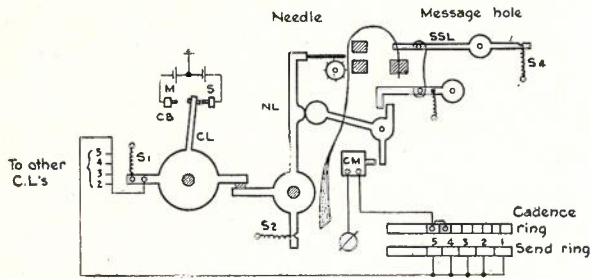 Needle
Message hole
SSL
S4
M
S
CB
CL
NL
S1
To other
C.L's
5
4
3
2
CM
S2
Cadence
ring
5 4 3 2 1
Send ring